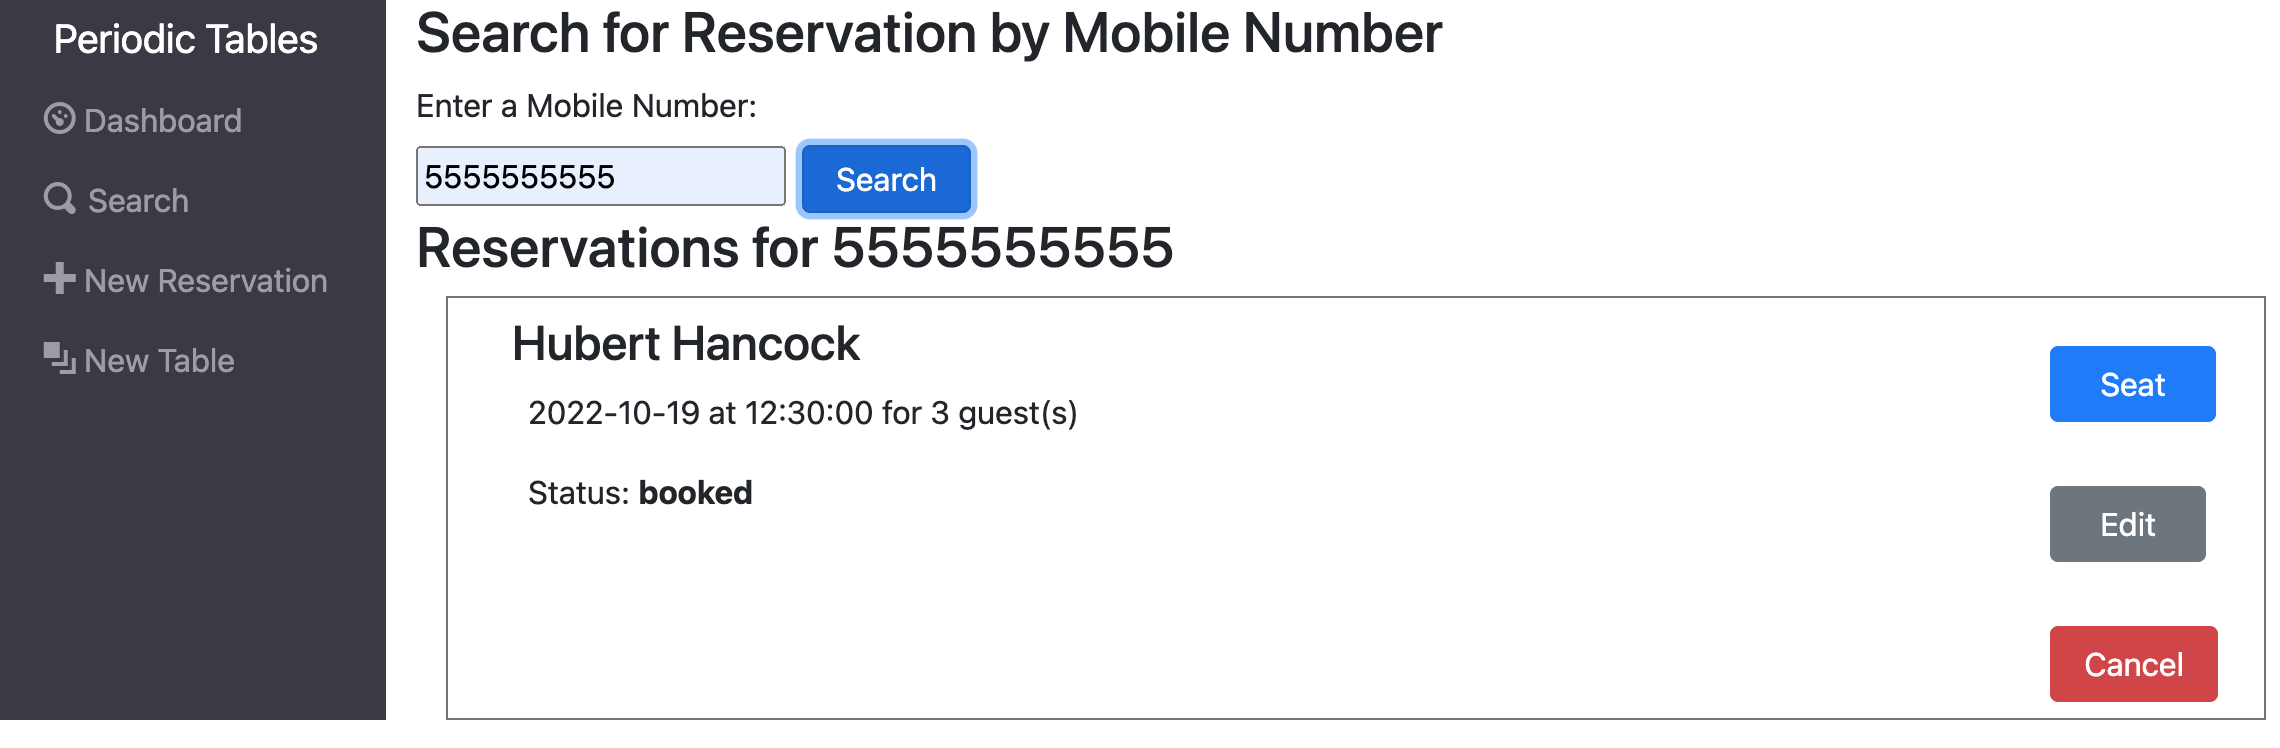 Periodic Tables
Dashboard
Search
New Reservation
New Table
Search for Reservation by Mobile Number
Enter a Mobile Number:
5555555555
Search
Reservations for 5555555555
Hubert Hancock
2022-10-19 at 12:30:00 for 3 guest(s)
Status: booked
Seat
Edit
Cancel